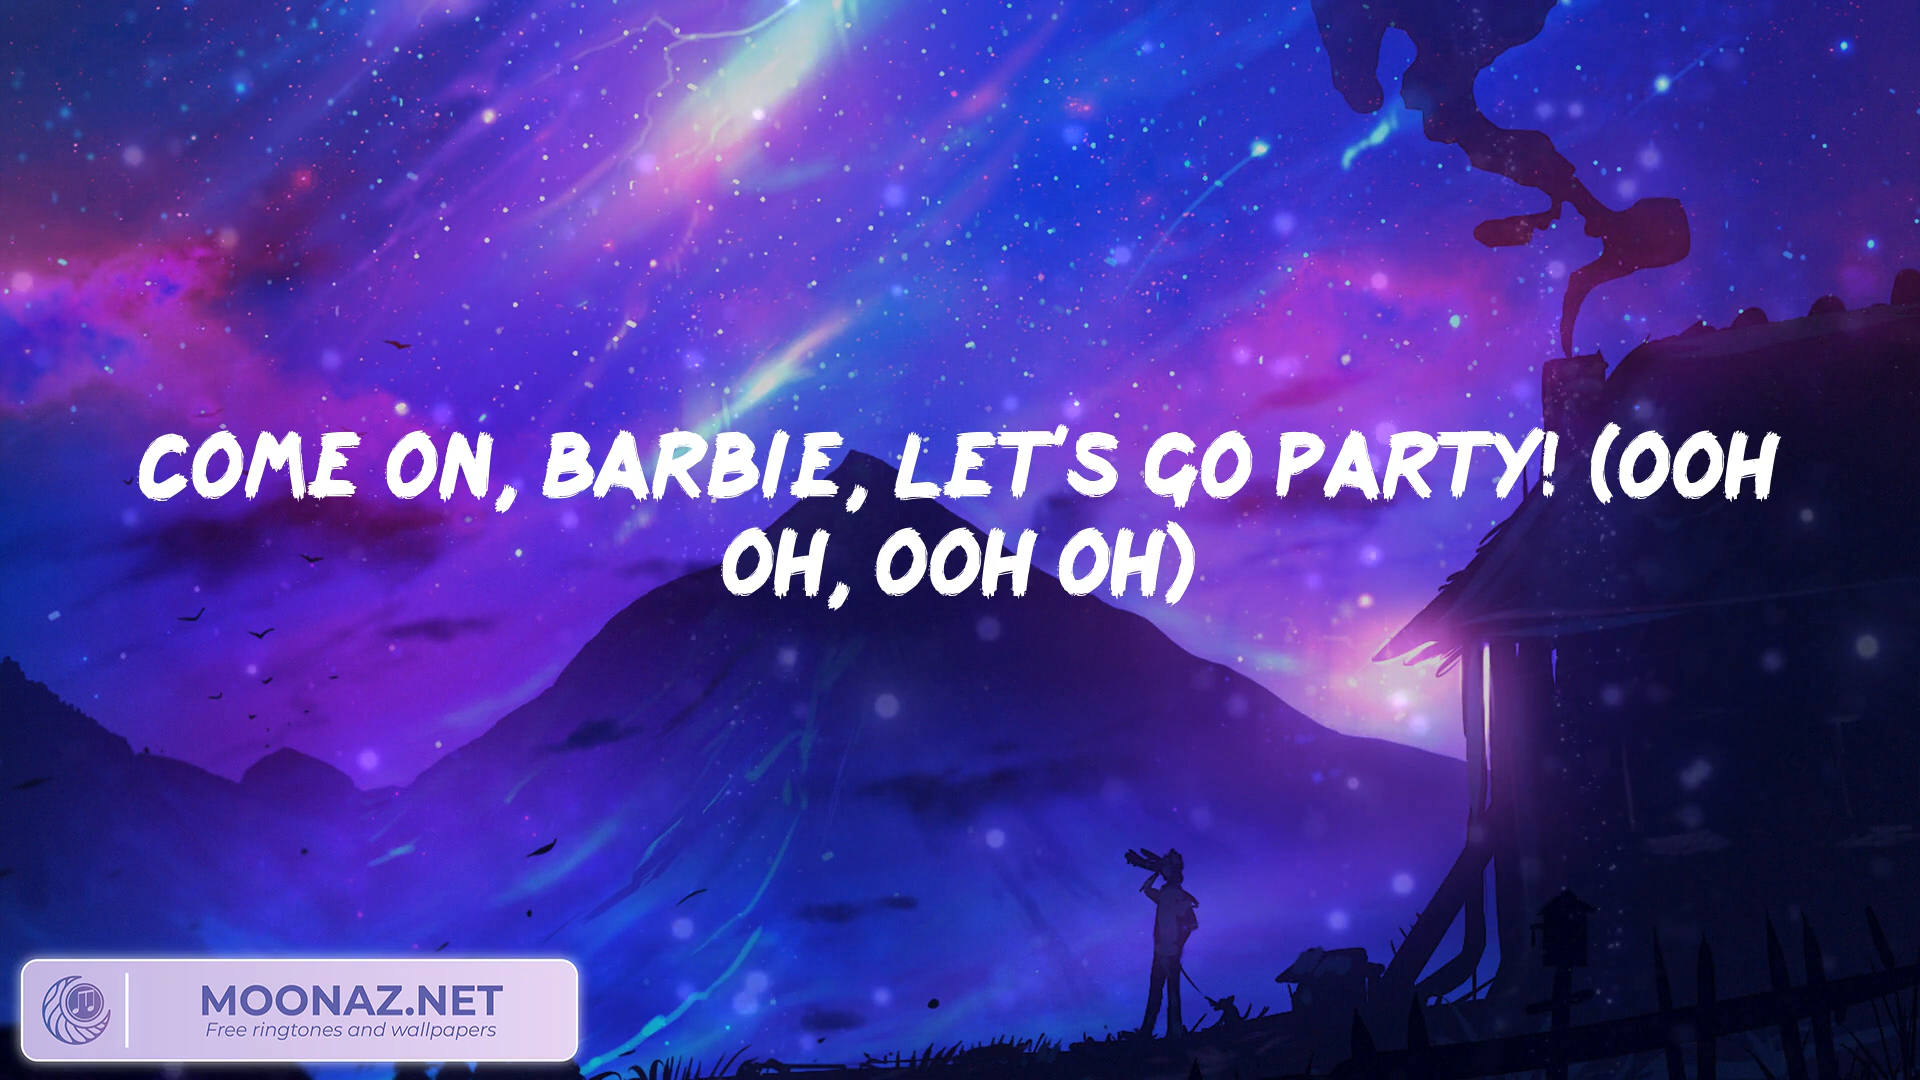 COME ON, BARBIE, LET'S GO PARTY! (OOH
OH, OOH OH)
MOONAZ.NET
Free ringtones and wallpapers